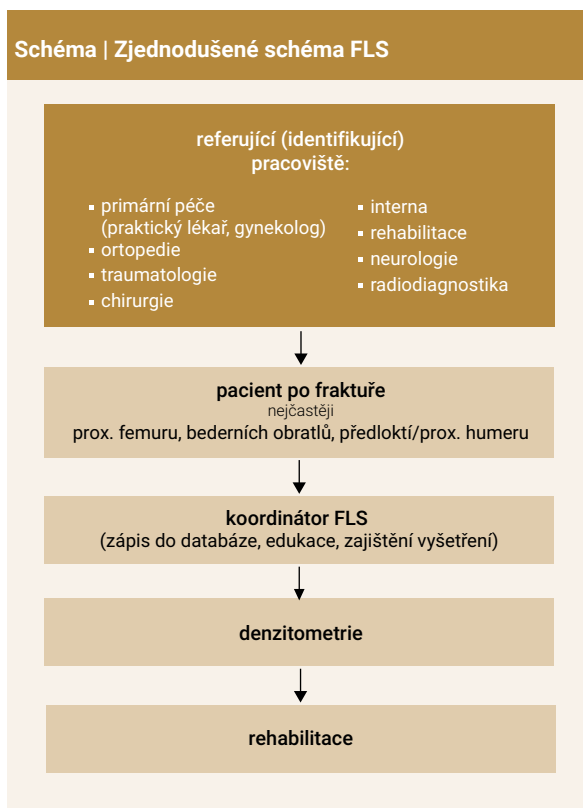 Schéma | Zjednodušené schéma FLS
referující (identifikující)
pracoviště:
▪ primární péče
(praktický lékař, gynekolog)
▪ ortopedie
▪ traumatologie
▪ chirurgie
▪ interna
▪ rehabilitace
▪ neurologie
▪ radiodiagnostika
pacient po fraktuře
nejčastěji
prox. femuru, bederních obratlů, předloktí/prox. humeru
koordinátor FLS
(zápis do databáze, edukace, zajištění vyšetření)
denzitometrie
rehabilitace